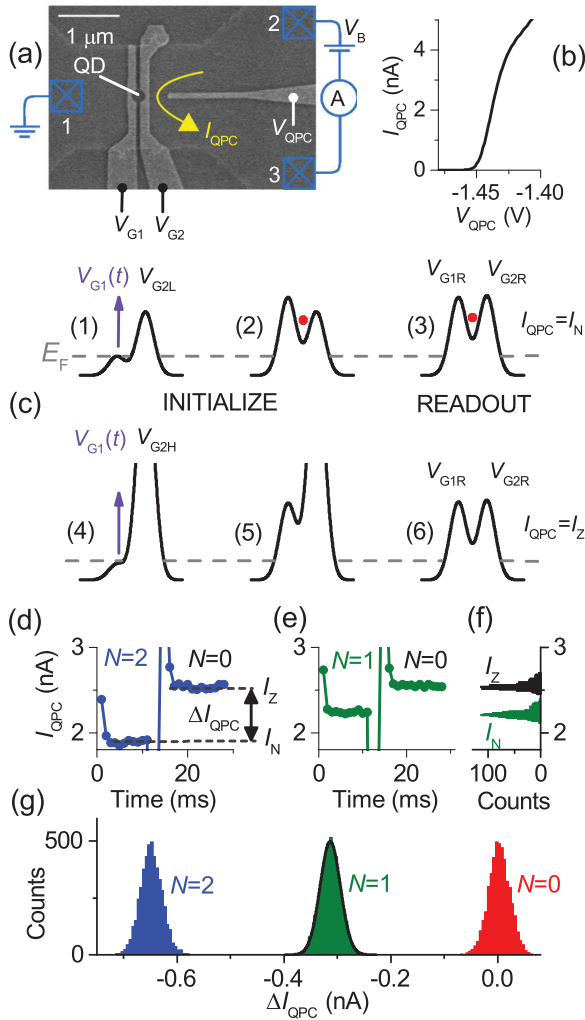 (a)
1 μm
QD
1
2
3
V_B
A
I_QPC
V_QPC
V_G1
V_G2
(b)
I_QPC (nA)
4
2
0
-1.45
-1.40
V_QPC (V)
(c)
V_G1(t)
V_G2L
(1)
(2)
V_G1R
V_G2R
(3)
I_QPC=I_N
E_F
INITIALIZE
READOUT
V_G1(t)
V_G2H
(4)
(5)
V_G1R
V_G2R
(6)
I_QPC=I_Z
(d)
I_QPC (nA)
3
2
N=2
N=0
I_Z
ΔI_QPC
I_N
0
20
Time (ms)
(e)
N=1
N=0
3
2
0
20
Time (ms)
(f)
I_Z
I_N
3
2
100
0
Counts
(g)
Counts
500
0
N=2
N=1
N=0
-0.6
-0.4
-0.2
0.0
ΔI_QPC (nA)